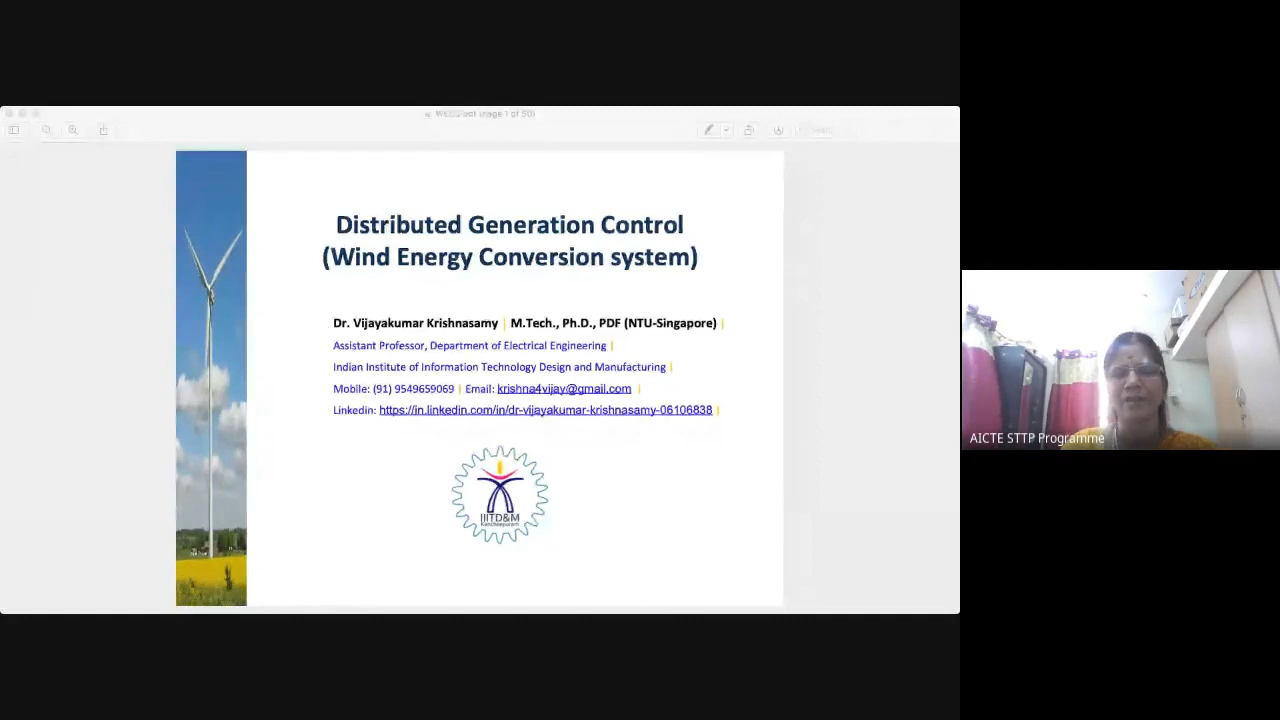 Distributed Generation Control
(Wind Energy Conversion system)
Dr. Vijayakumar Krishnasamy | M.Tech., Ph.D., PDF (NTU-Singapore) |
Assistant Professor, Department of Electrical Engineering |
Indian Institute of Information Technology Design and Manufacturing |
Mobile: (91) 9549659069 | Email: krishna4vijay@gmail.com |
Linkedin: https://in.linkedin.com/in/dr-vijayakumar-krishnasamy-06106838 |
IIITD&M
Kancheepuram
AICTE STTP Programme